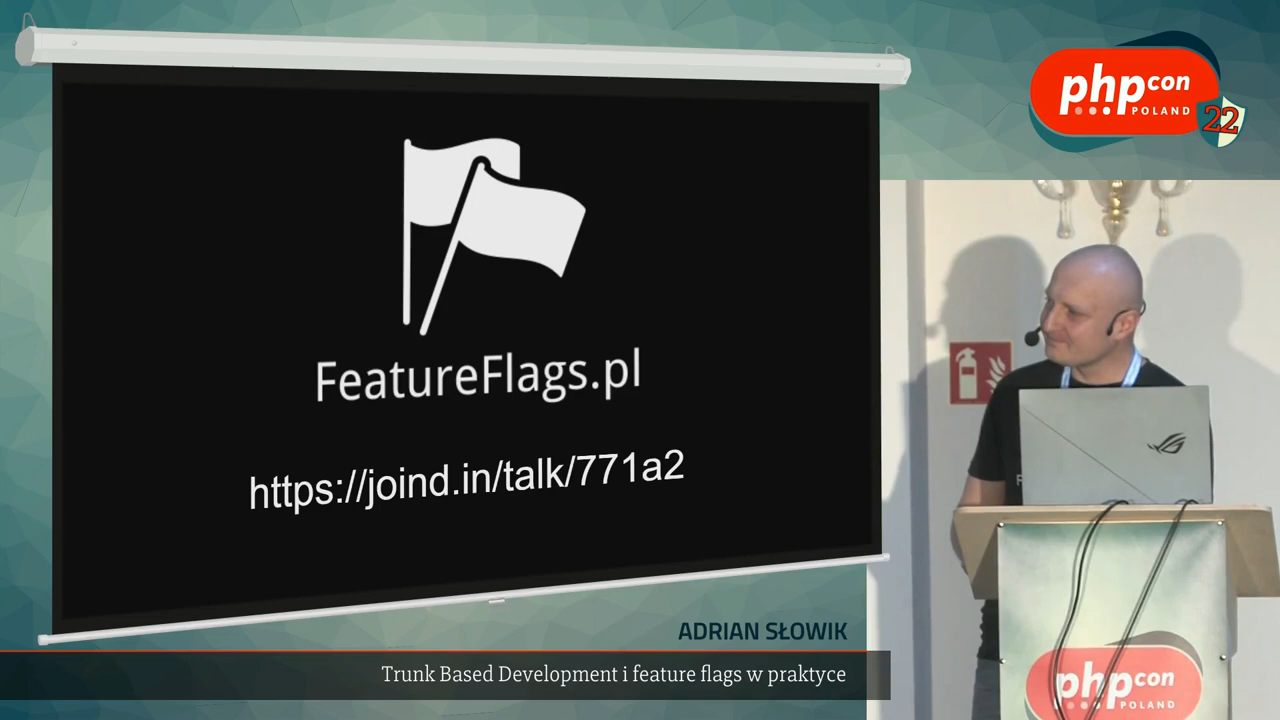 phpcon
POLAND
22
FeatureFlags.pl
https://joind.in/talk/771a2
ADRIAN SŁOWIK
Trunk Based Development i feature flags w praktyce
phpcon
POLAND